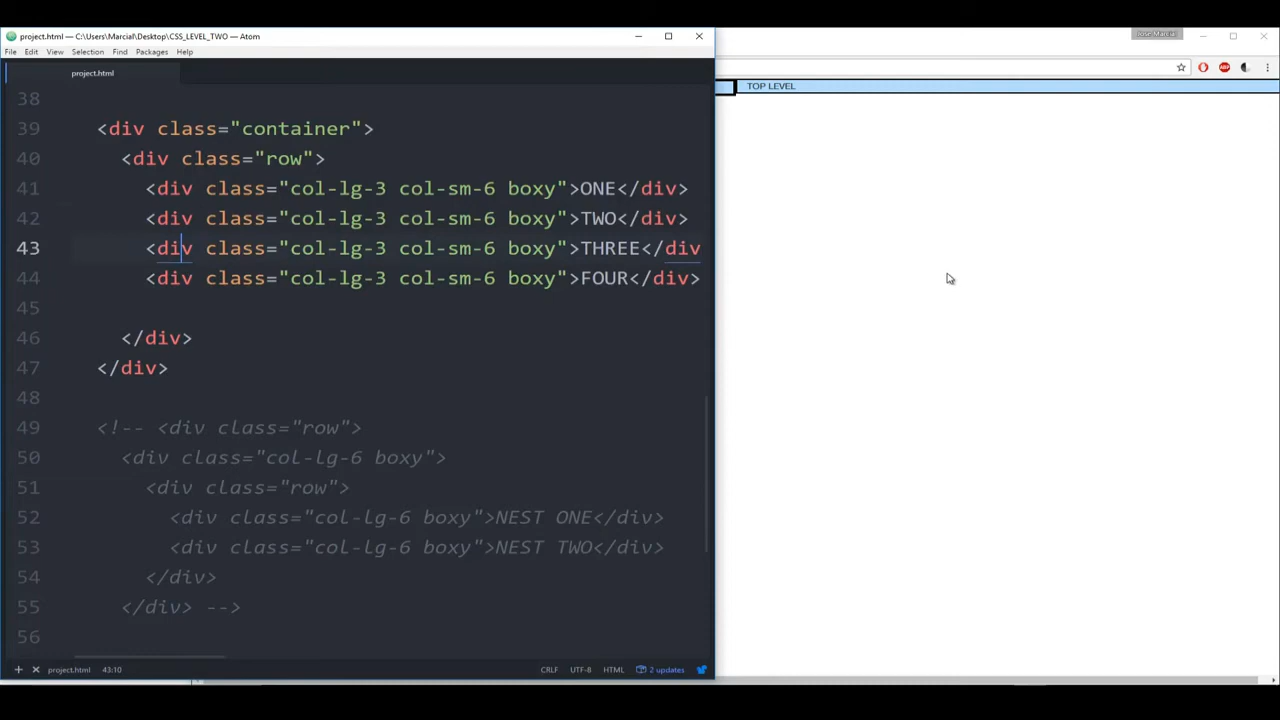 project.html — C:\Users\Marcial\Desktop\CSS_LEVEL_TWO — Atom
Jose Marcial
File Edit View Selection Find Packages Help
project.html
ABP
TOP LEVEL
38
39 <div class="container">
40 <div class="row">
41 <div class="col-lg-3 col-sm-6 boxy">ONE</div>
42 <div class="col-lg-3 col-sm-6 boxy">TWO</div>
43 <div class="col-lg-3 col-sm-6 boxy">THREE</div
44 <div class="col-lg-3 col-sm-6 boxy">FOUR</div>
45
46 </div>
47 </div>
48
49 <!-- <div class="row">
50 <div class="col-lg-6 boxy">
51 <div class="row">
52 <div class="col-lg-6 boxy">NEST ONE</div>
53 <div class="col-lg-6 boxy">NEST TWO</div>
54 </div>
55 </div> -->
56
project.html 43:10 CRLF UTF-8 HTML 2 updates